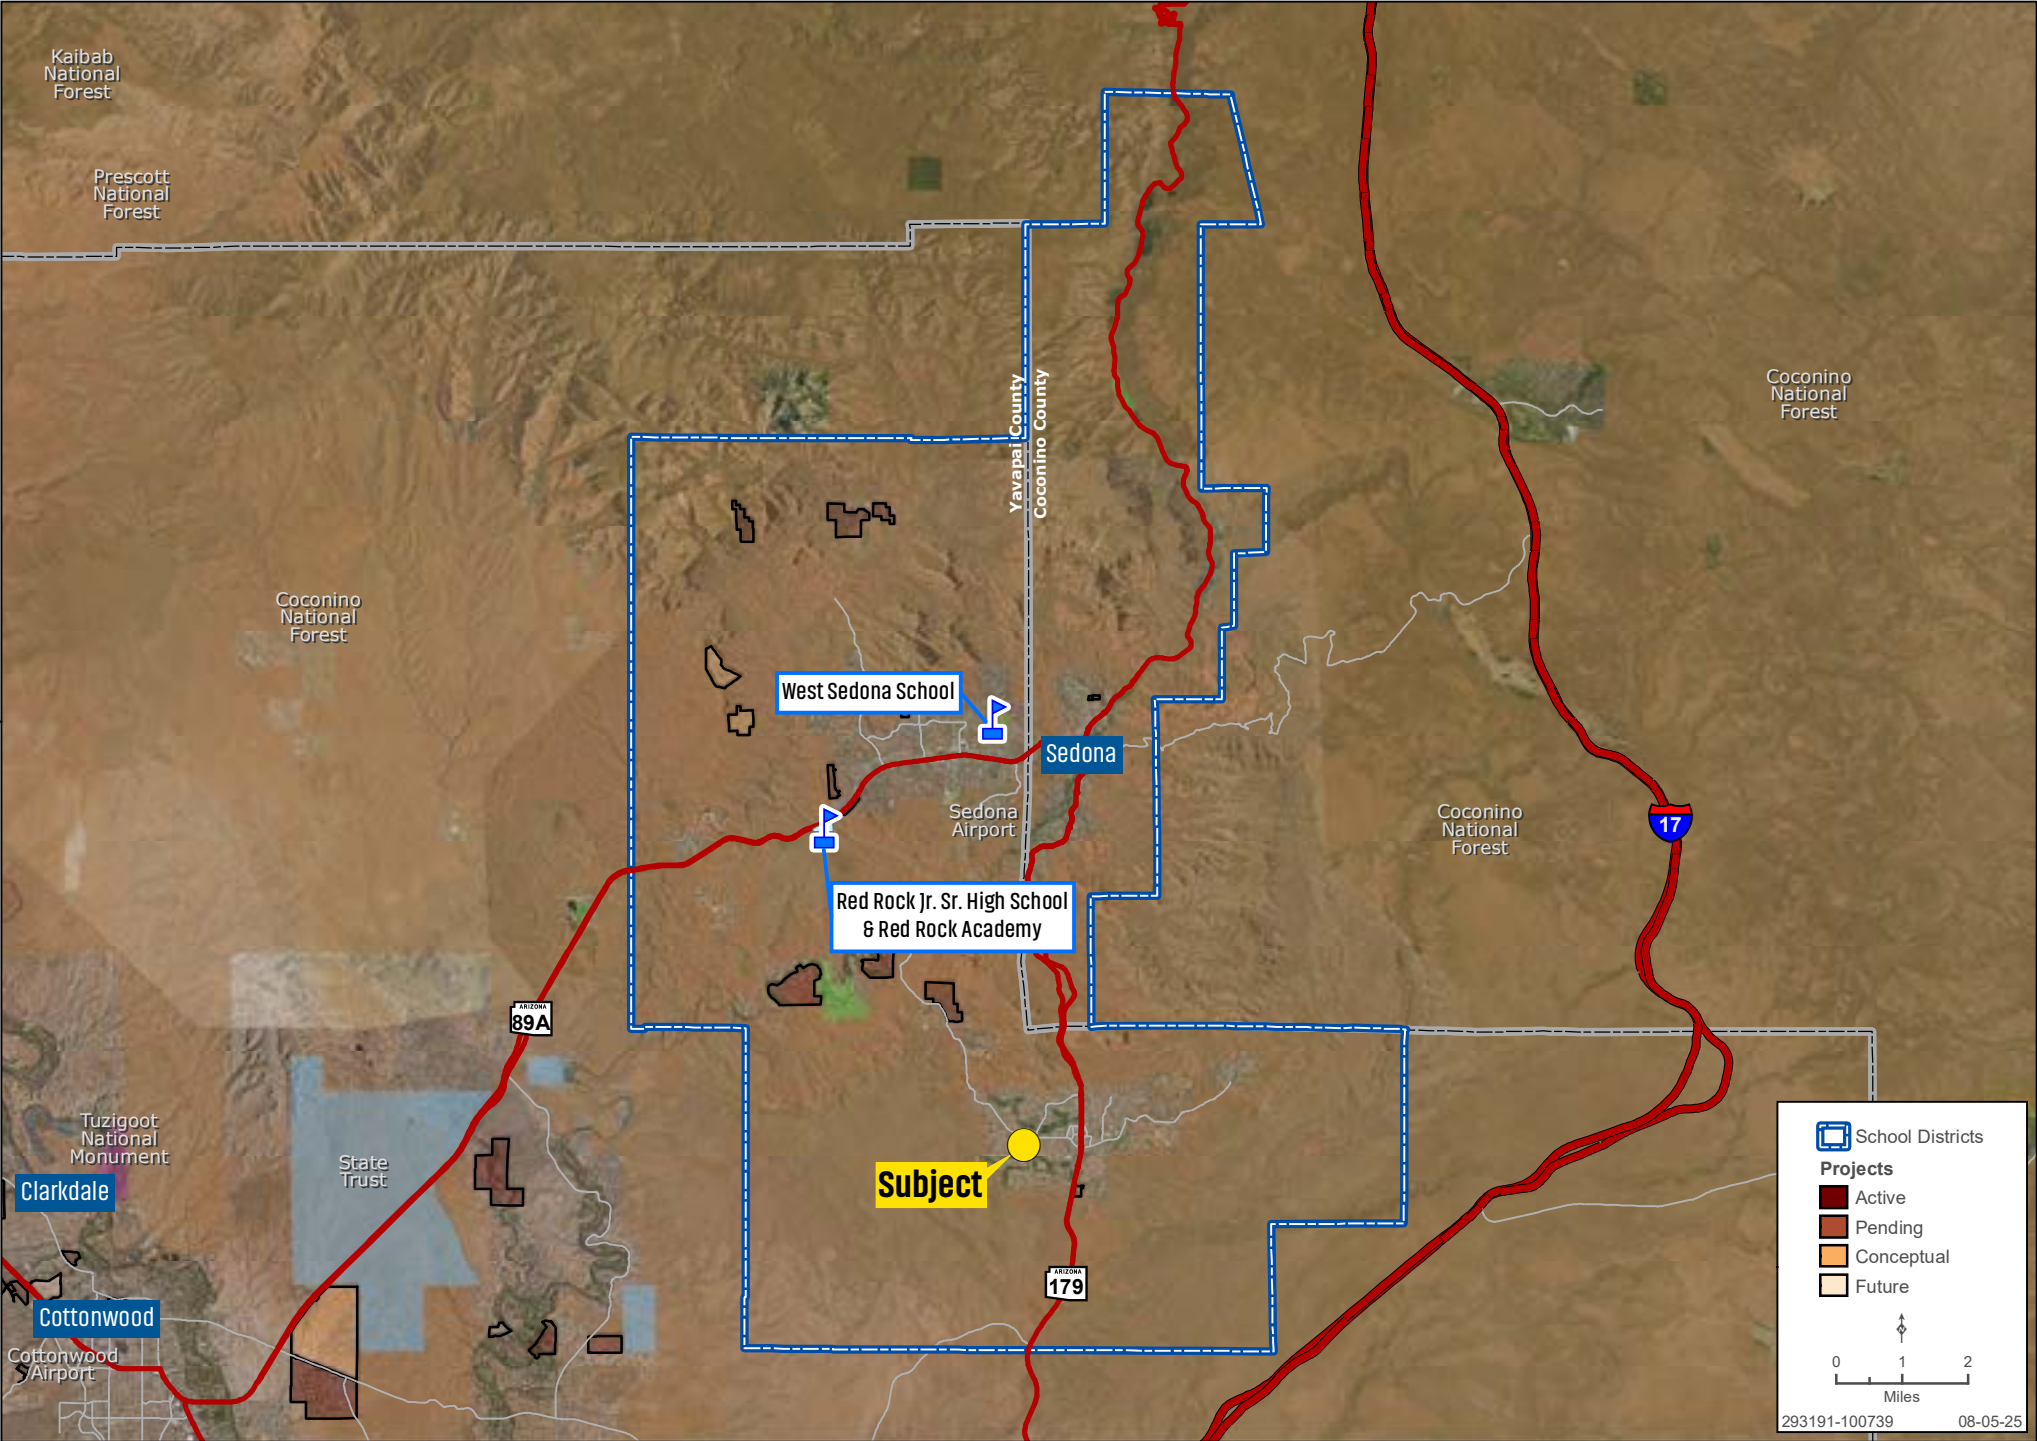 Kaibab
National
Forest
Prescott
National
Forest
Coconino
National
Forest
Yavapai County
Coconino County
Coconino
National
Forest
West Sedona School
Sedona
Sedona
Airport
Coconino
National
Forest
17
Red Rock Jr. Sr. High School
& Red Rock Academy
ARIZONA
89A
Tuzigoot
National
Monument
State
Trust
Clarkdale
Subject
ARIZONA
179
Cottonwood
Cottonwood
Airport
School Districts
Projects
Active
Pending
Conceptual
Future
0 1 2
Miles
293191-100739 08-05-25